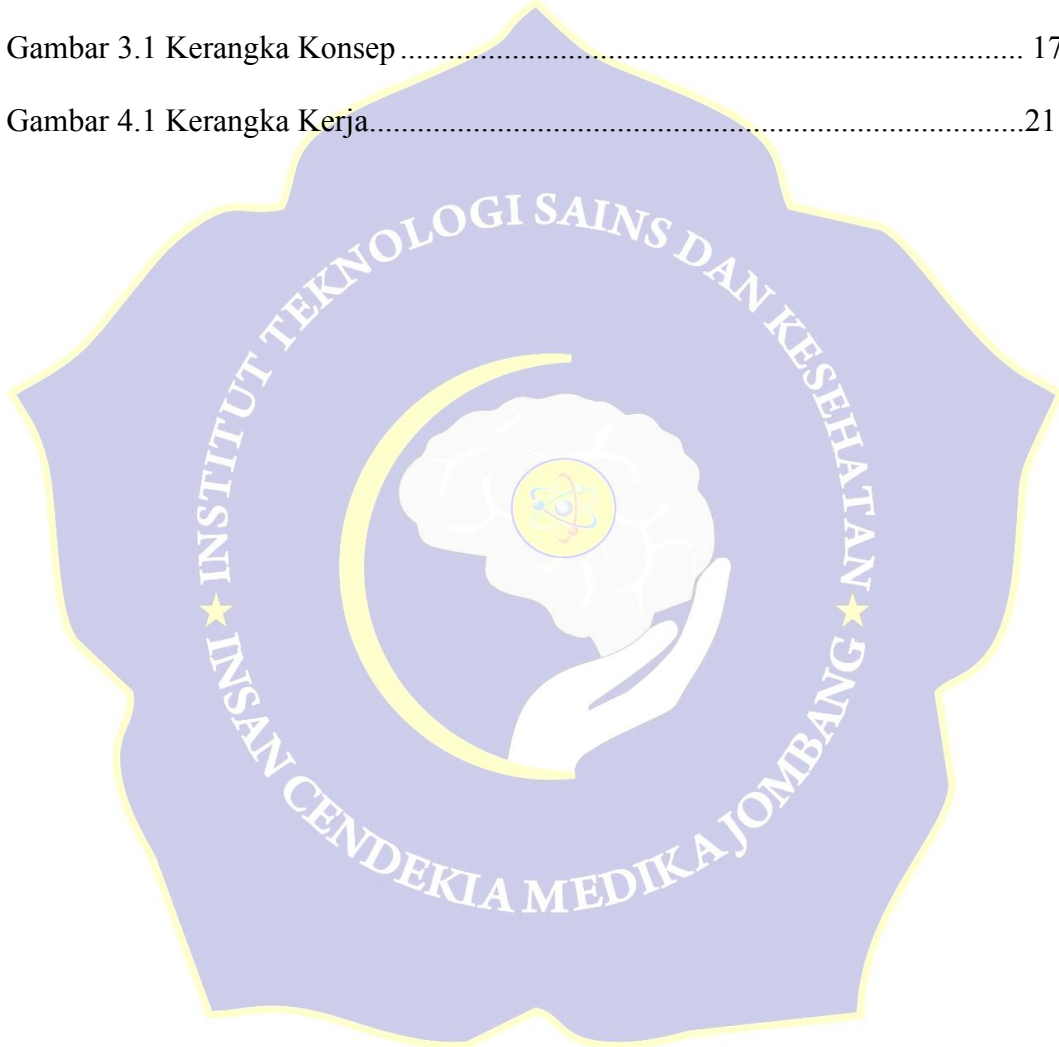 Gambar 3.1 Kerangka Konsep ............................................................................. 17
Gambar 4.1 Kerangka Kerja.................................................................................21
★ INSTITUT TEKNOLOGI SAINS DAN KESEHATAN ★
INSAN CENDEKIA MEDIKA JOMBANG